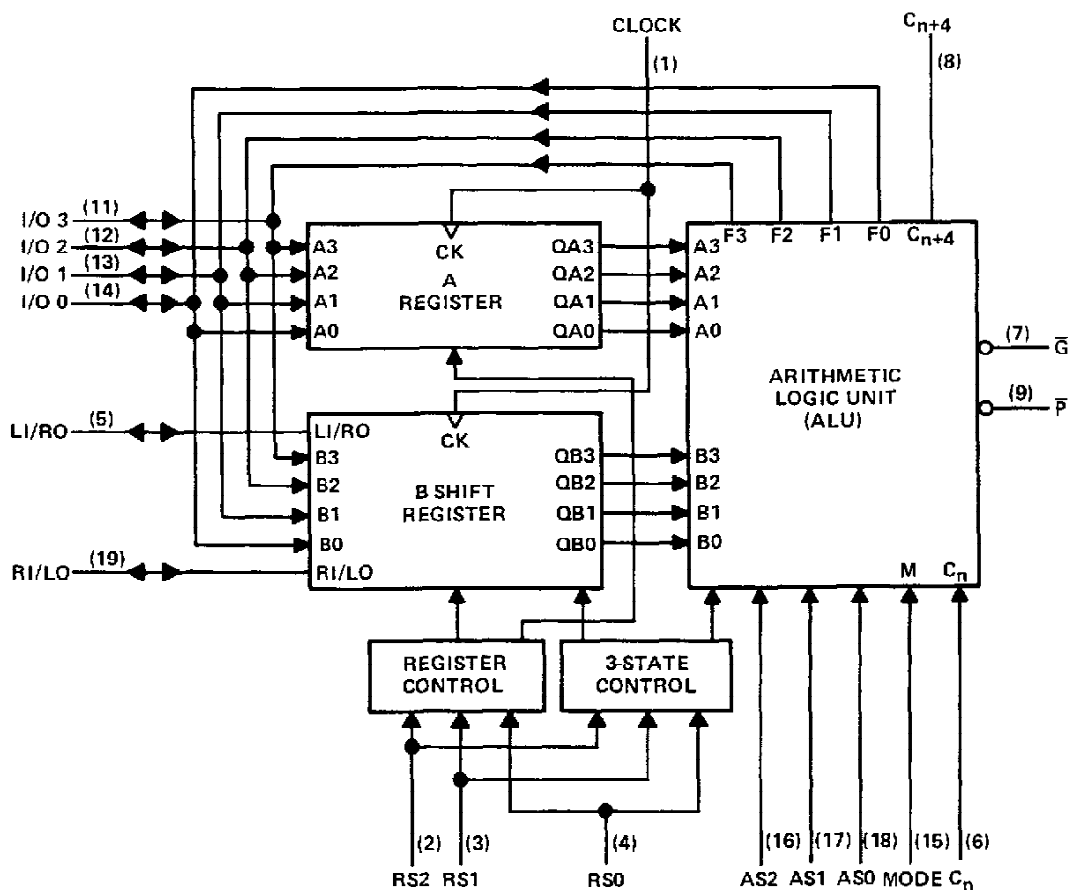 CLOCK
(1)
Cn+4
(8)
I/O 3 (11)
I/O 2 (12)
I/O 1 (13)
I/O 0 (14)
A3
A2
A1
A0
CK
A
REGISTER
QA3
QA2
QA1
QA0
F3 F2 F1 F0 Cn+4
A3
A2
A1
A0
ARITHMETIC
LOGIC UNIT
(ALU)
(7) G̅
(9) P̅
LI/RO (5)
LI/RO
B3
B2
B1
B0
RI/LO
CK
B SHIFT
REGISTER
QB3
QB2
QB1
QB0
B3
B2
B1
B0
RI/LO (19)
M Cn
REGISTER
CONTROL
3-STATE
CONTROL
(2) (3) (4) (16) (17) (18) (15) (6)
RS2 RS1 RS0 AS2 AS1 AS0 MODE Cn